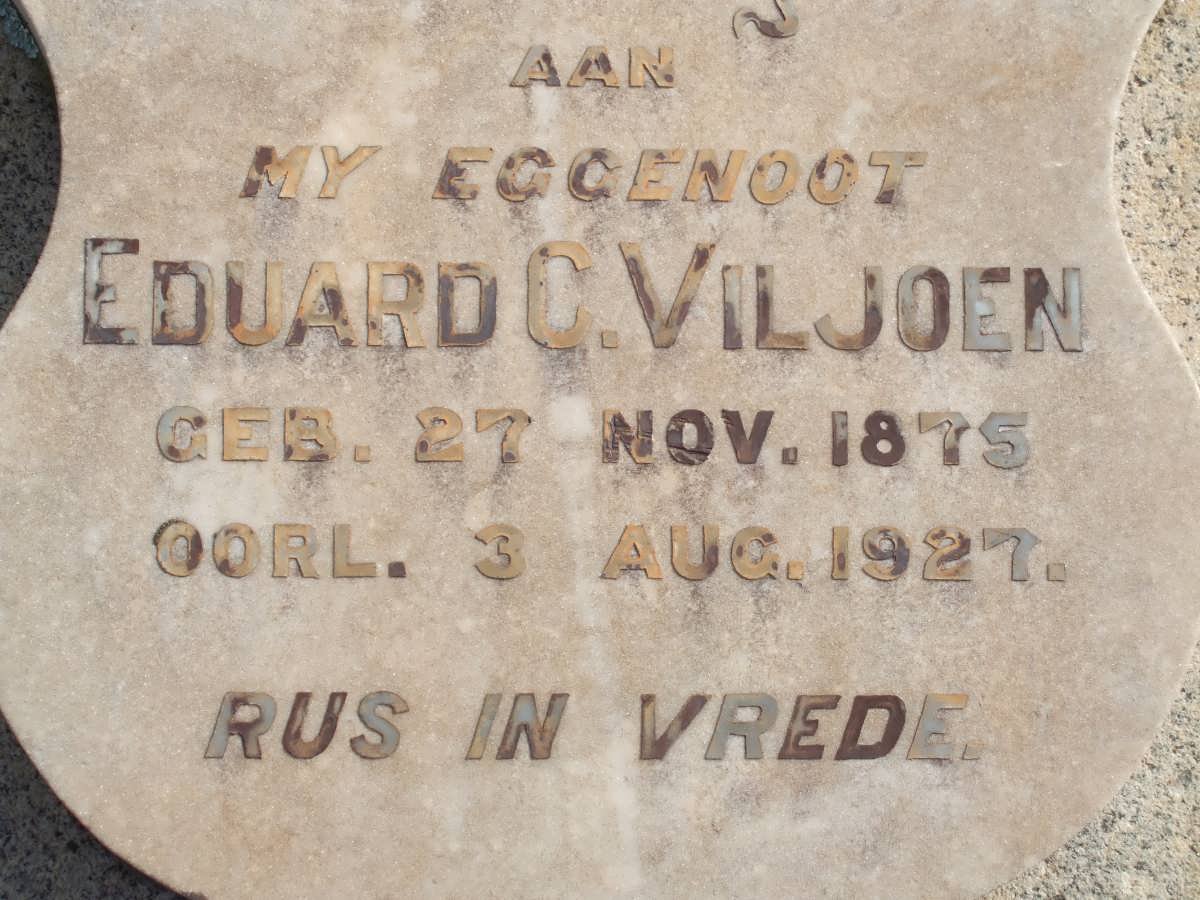 AAN
MY EGGENOOT
EDUARD C. VILJOEN
GEB. 27 NOV. 1875
OORL. 3 AUG. 1927.
RUS IN VREDE.